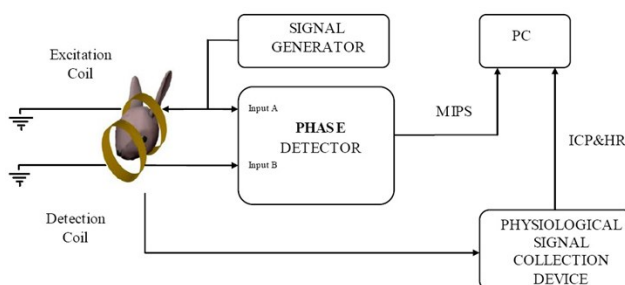 SIGNAL
GENERATOR
PC
Excitation
Coil
Input A
PHASE
DETECTOR
MIPS
Input B
ICP&HR
Detection
Coil
PHYSIOLOGICAL
SIGNAL
COLLECTION
DEVICE